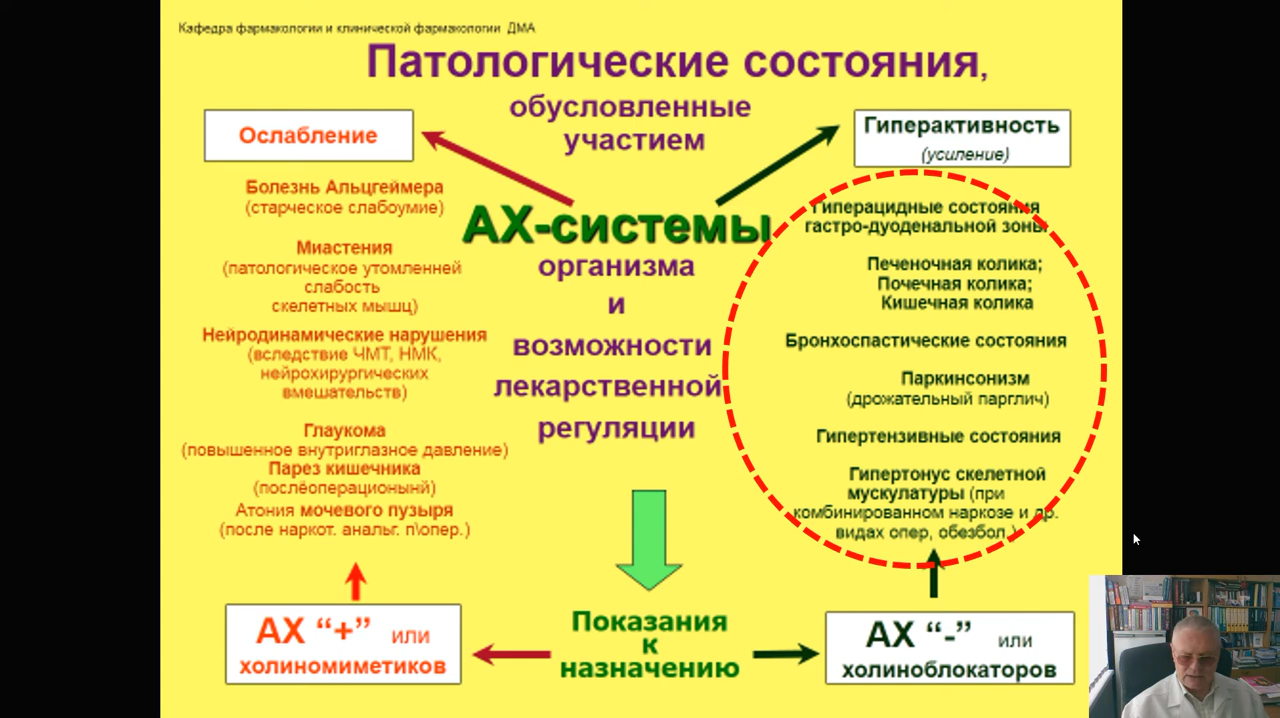 Кафедра фармакологии и клинической фармакологии ДМА
Патологические состояния,
обусловленные
участием
АХ-системы
организма
и
возможности
лекарственной
регуляции
Ослабление
Болезнь Альцгеймера
(старческое слабоумие)
Миастения
(патологическое утомленней
слабость
скелетных мышц)
Нейродинамические нарушения
(вследствие ЧМТ, НМК,
нейрохирургических
вмешательств)
Глаукома
(повышенное внутриглазное давление)
Парез кишечника
(послёоперационынй)
Атония мочевого пузыря
(после наркот. анальг. п\опер.)
Гиперактивность
(усиление)
Гиперацидные состояния
гастро-дуоденальной зоны
Печеночная колика;
Почечная колика;
Кишечная колика
Бронхоспастические состояния
Паркинсонизм
(дрожательный парглич)
Гипертензивные состояния
Гипертонус скелетной
мускулатуры (при
комбинированном наркозе и др.
видах опер, обезбол.)
АХ “+” или
холиномиметиков
Показания
к
назначению
АХ “-” или
холиноблокаторов